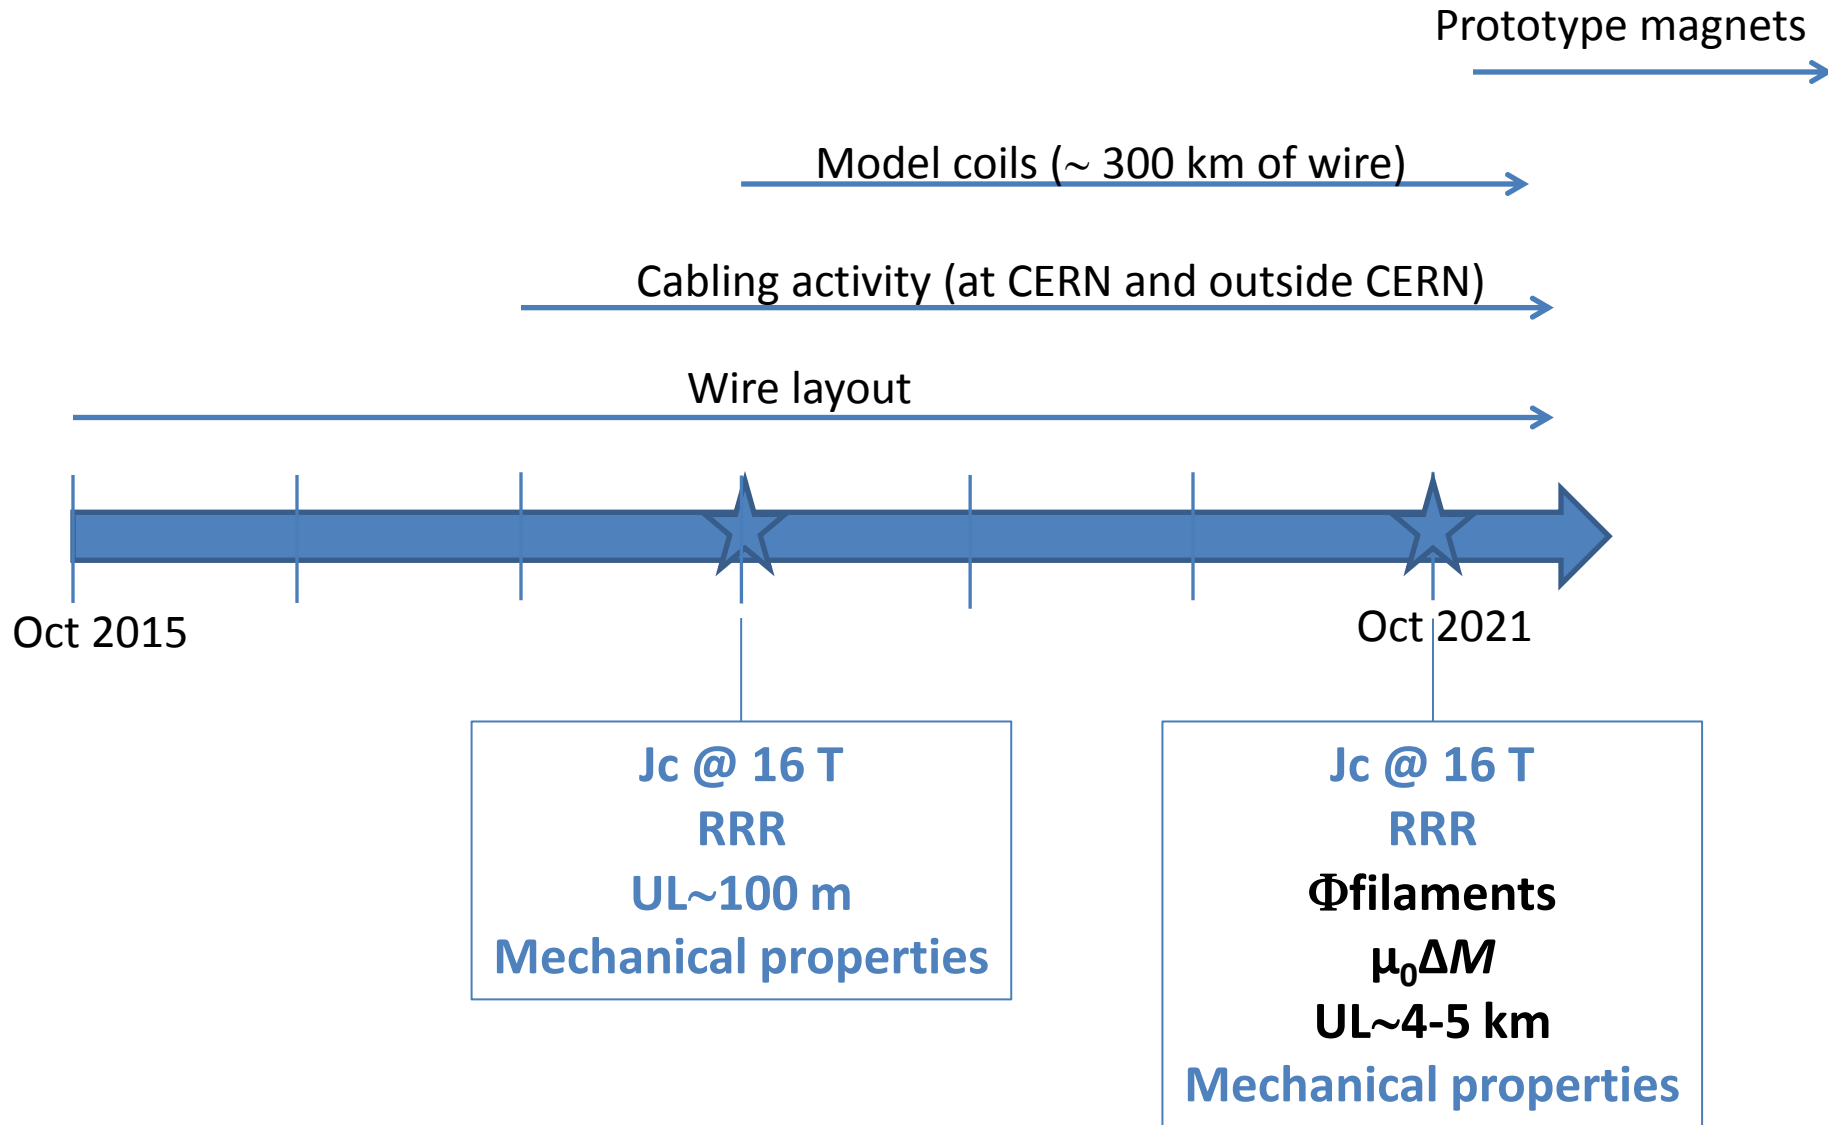 Prototype magnets
Model coils (∼ 300 km of wire)
Cabling activity (at CERN and outside CERN)
Wire layout
Oct 2015
Oct 2021
Jc @ 16 T
RRR
UL∼100 m
Mechanical properties
Jc @ 16 T
RRR
Φfilaments
μ₀ΔM
UL∼4-5 km
Mechanical properties